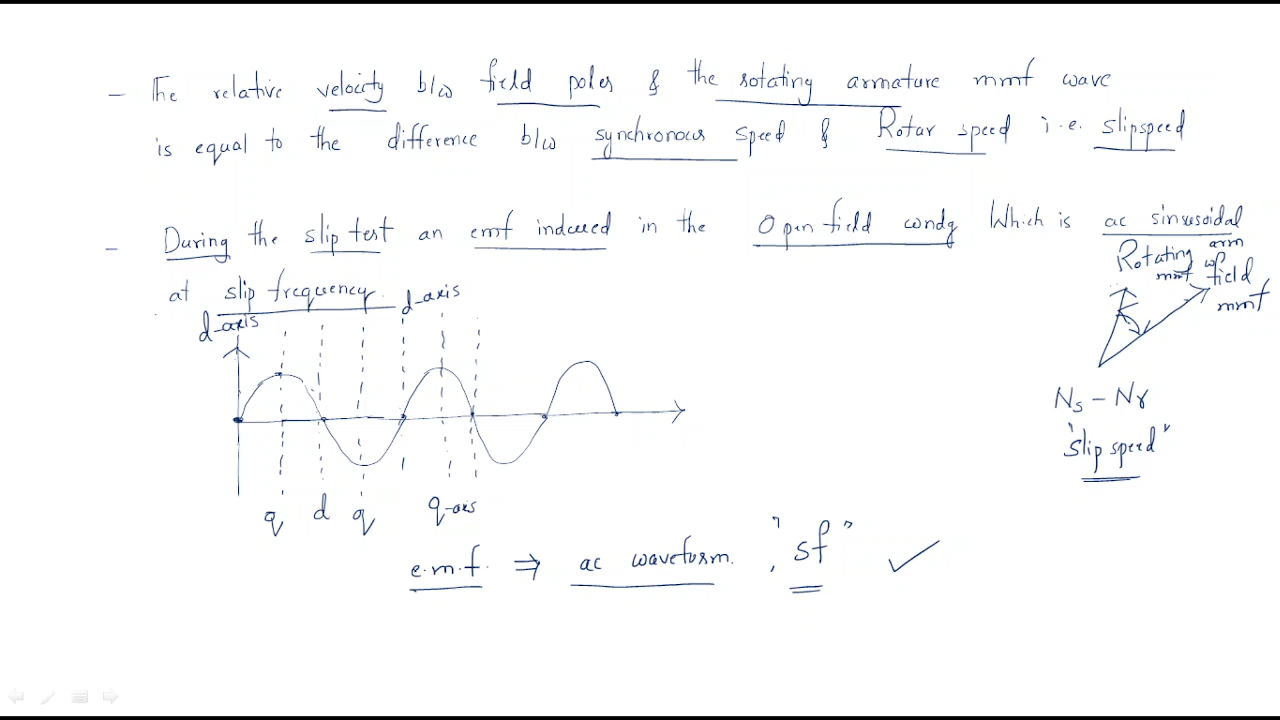 - The relative velocity b/w field poles & the rotating armature mmf wave
is equal to the difference b/w synchronous speed & Rotar speed i.e. slipspeed
- During the slip test an emf induced in the Open field wondg Which is ac sinusoidal
at slip frequency.
Rotating arm
mmf
field
mmf
d-axis
d-axis
Ns - Nr
"slip speed"
q d q q-axis
e.m.f. ⇒ ac waveform. , "sf" ✓